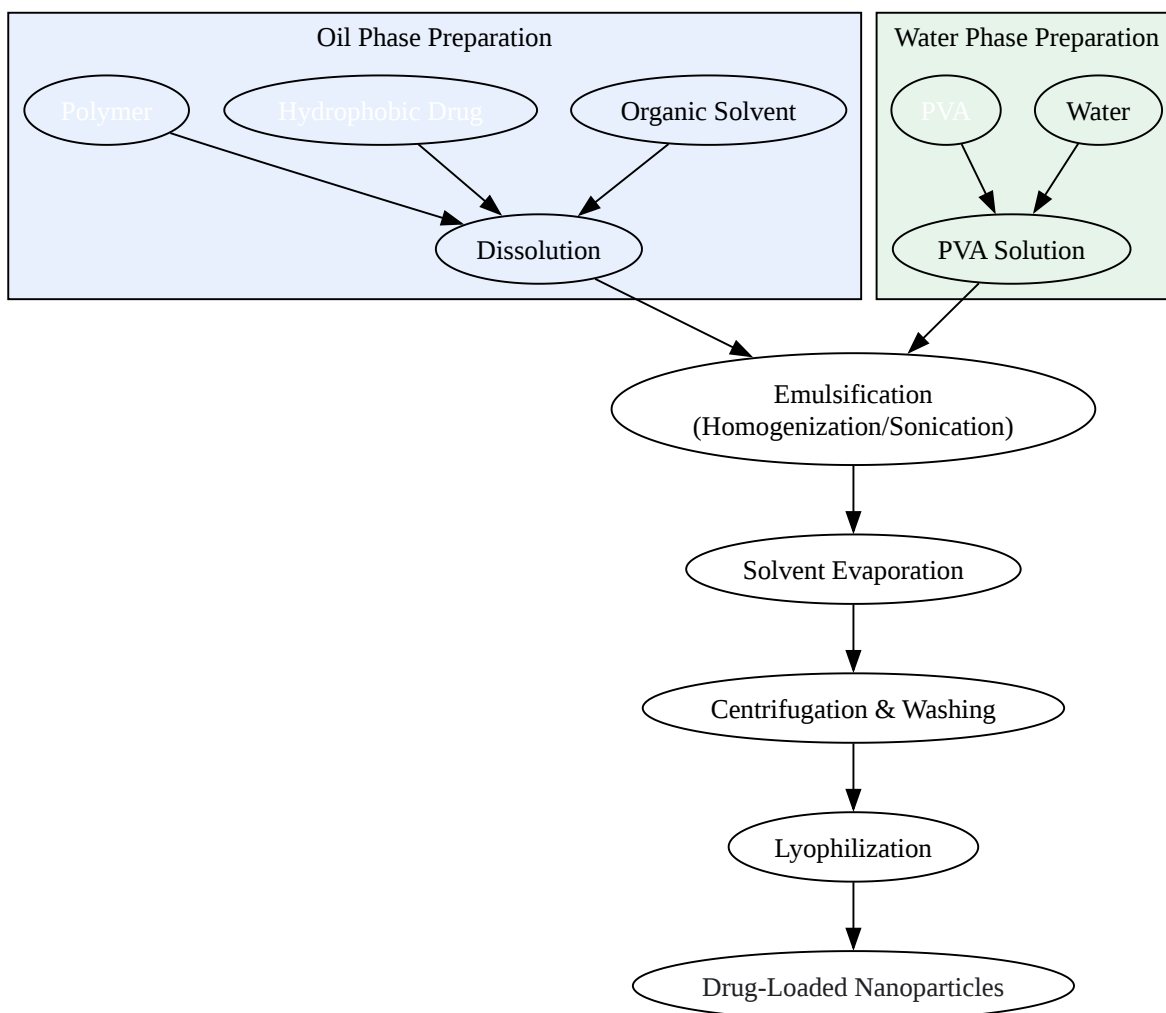 Oil Phase Preparation
Water Phase Preparation
Polymer
Hydrophobic Drug
Organic Solvent
PVA
Water
Dissolution
PVA Solution
Emulsification
(Homogenization/Sonication)
Solvent Evaporation
Centrifugation & Washing
Lyophilization
Drug-Loaded Nanoparticles